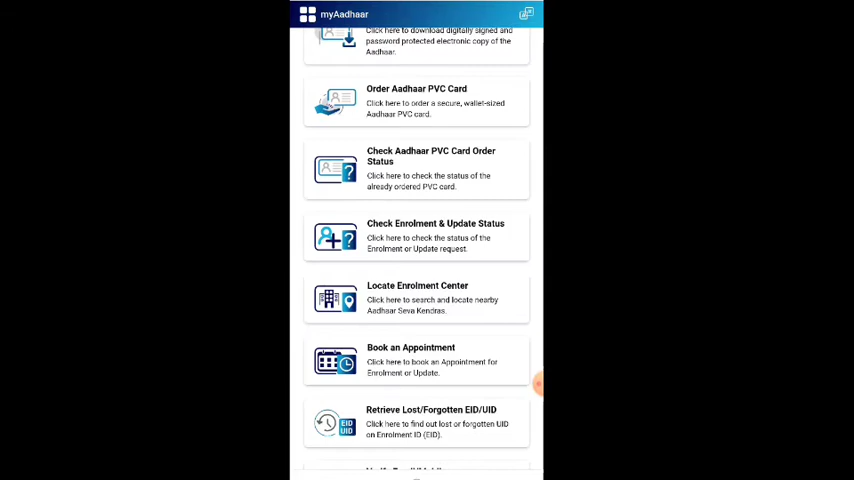 myAadhaar
Click here to download digitally signed and
password protected electronic copy of the
Aadhaar.
Order Aadhaar PVC Card
Click here to order a secure, wallet-sized
Aadhaar PVC card.
Check Aadhaar PVC Card Order
Status
Click here to check the status of the
already ordered PVC card.
Check Enrolment & Update Status
Click here to check the status of the
Enrolment or Update request.
Locate Enrolment Center
Click here to search and locate nearby
Aadhaar Seva Kendras.
Book an Appointment
Click here to book an Appointment for
Enrolment or Update.
Retrieve Lost/Forgotten EID/UID
Click here to find out lost or forgotten UID
on Enrolment ID (EID).
EID
UID